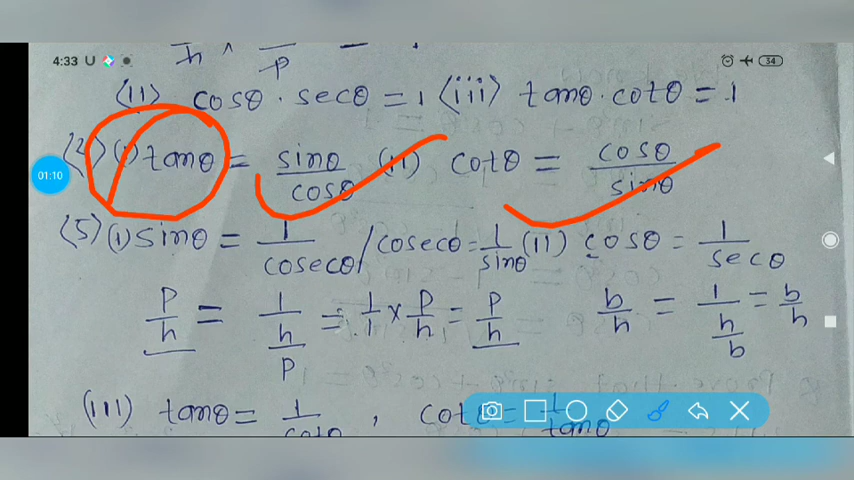 4:33 U 34
h × p = 1
(ii) cosθ · secθ = 1 (iii) tanθ · cotθ = 1
(i) tanθ = sinθ/cosθ (ii) cotθ = cosθ/sinθ
01:10
(5) (i) sinθ = 1/cosecθ / cosecθ = 1/sinθ (ii) cosθ = 1/secθ
p/h = 1/(h/p) = 1/1 × p/h = p/h b/h = 1/(h/b) = b/h
(iii) tanθ = 1/cotθ , cotθ = 1/tanθ